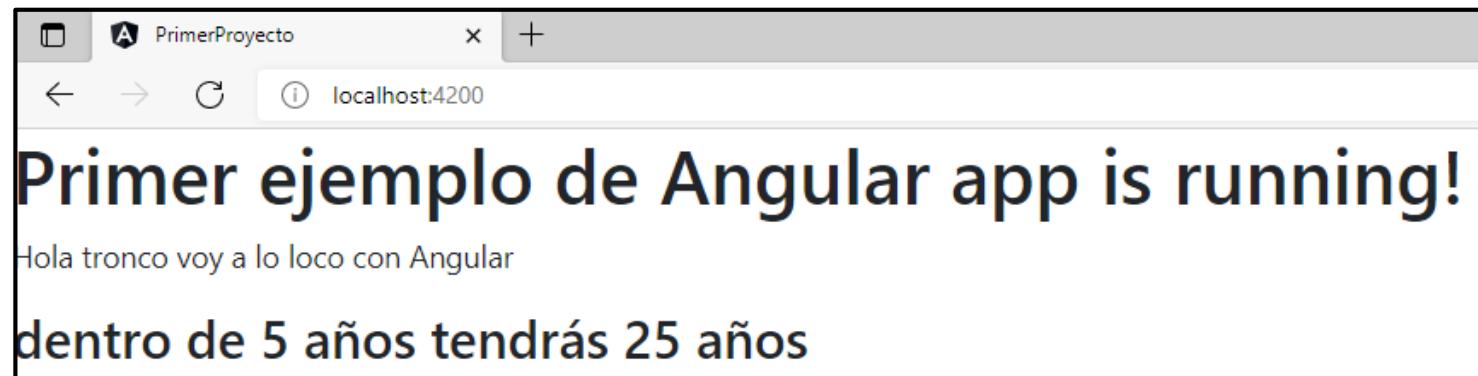 PrimerProyecto
localhost:4200
Primer ejemplo de Angular app is running!
Hola tronco voy a lo loco con Angular
dentro de 5 años tendrás 25 años